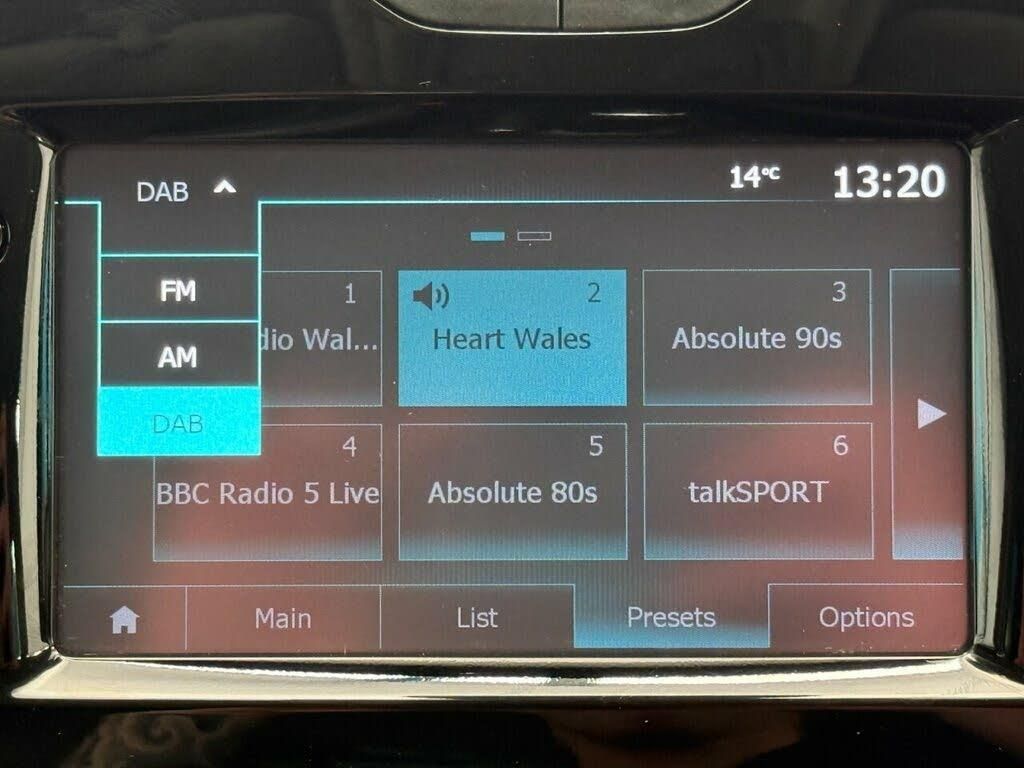 DAB
14°C 13:20
FM
AM
DAB
1
dio Wal...
2
Heart Wales
3
Absolute 90s
4
BBC Radio 5 Live
5
Absolute 80s
6
talkSPORT
Main
List
Presets
Options